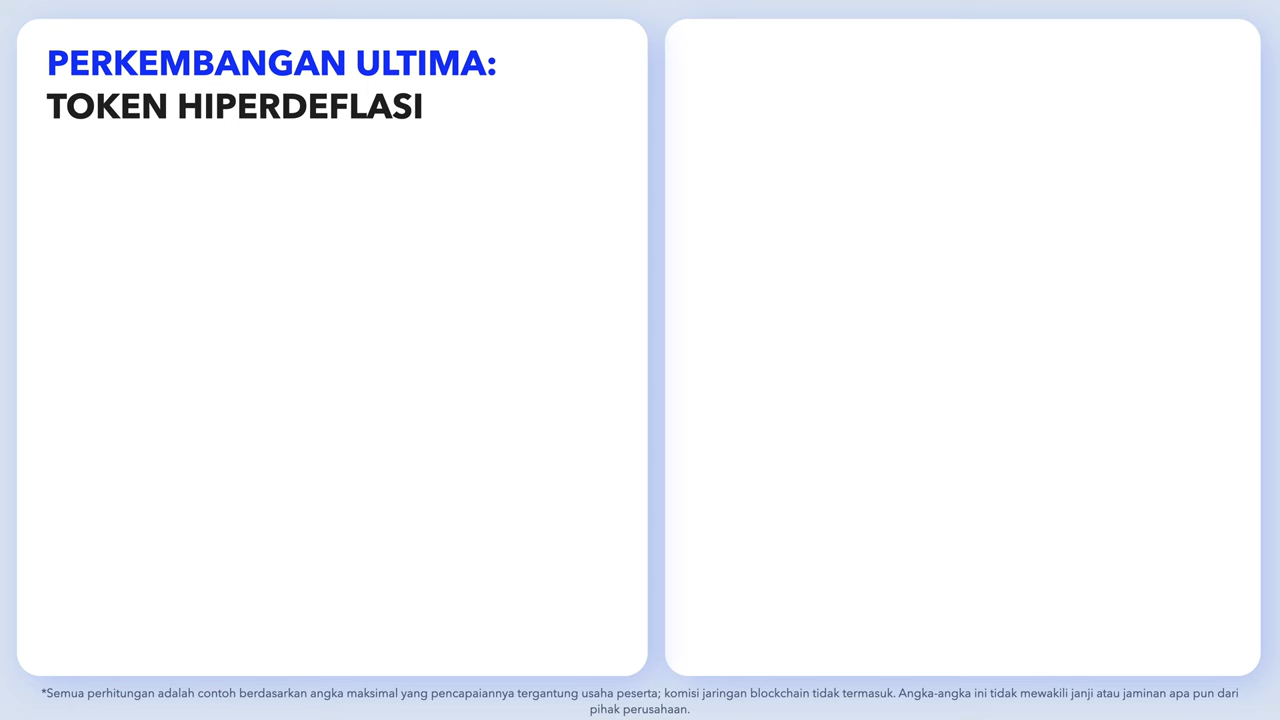 PERKEMBANGAN ULTIMA:
TOKEN HIPERDEFLASI
*Semua perhitungan adalah contoh berdasarkan angka maksimal yang pencapaiannya tergantung usaha peserta; komisi jaringan blockchain tidak termasuk. Angka-angka ini tidak mewakili janji atau jaminan apa pun dari
pihak perusahaan.